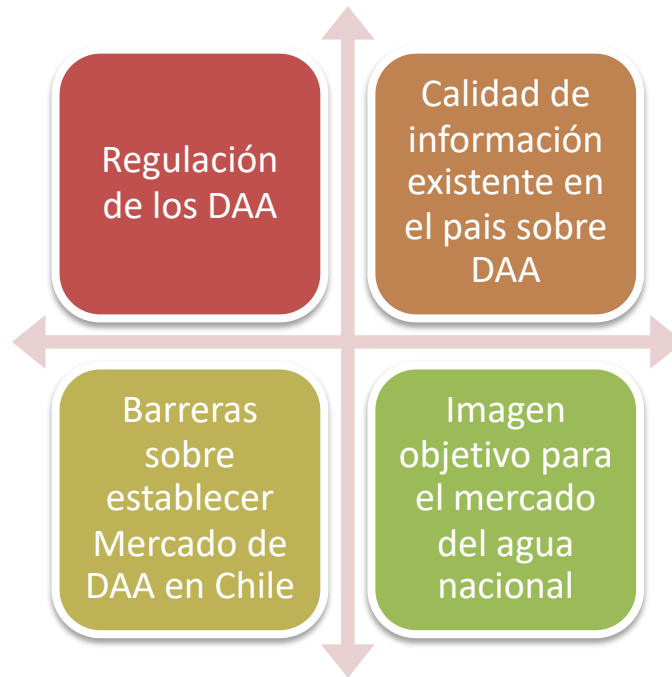 Regulación
de los DAA
Calidad de
información
existente en
el pais sobre
DAA
Barreras
sobre
establecer
Mercado de
DAA en Chile
Imagen
objetivo para
el mercado
del agua
nacional